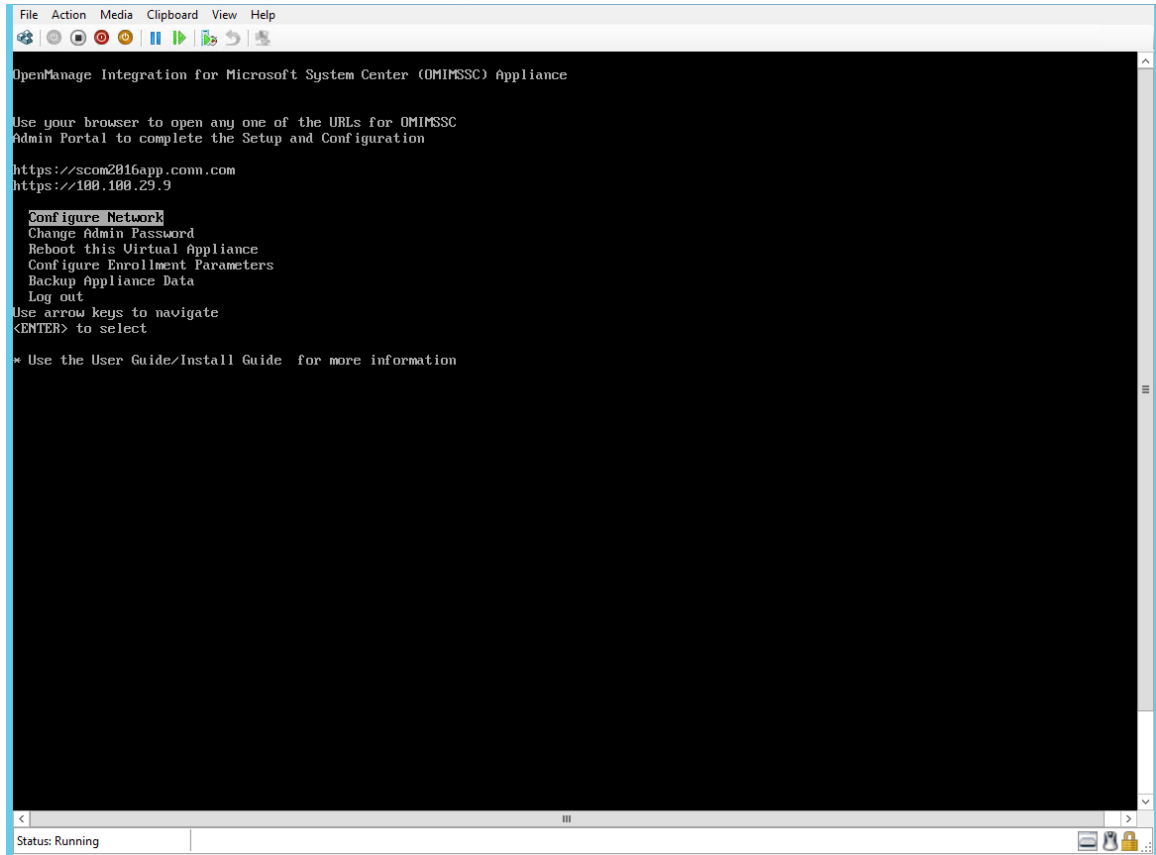 File Action Media Clipboard View Help
OpenManage Integration for Microsoft System Center (OMIMSSC) Appliance
Use your browser to open any one of the URLs for OMIMSSC
Admin Portal to complete the Setup and Configuration
https://scom2016app.conn.com
https://100.100.29.9
Configure Network
Change Admin Password
Reboot this Virtual Appliance
Configure Enrollment Parameters
Backup Appliance Data
Log out
Use arrow keys to navigate
<ENTER> to select
* Use the User Guide/Install Guide  for more information
Status: Running